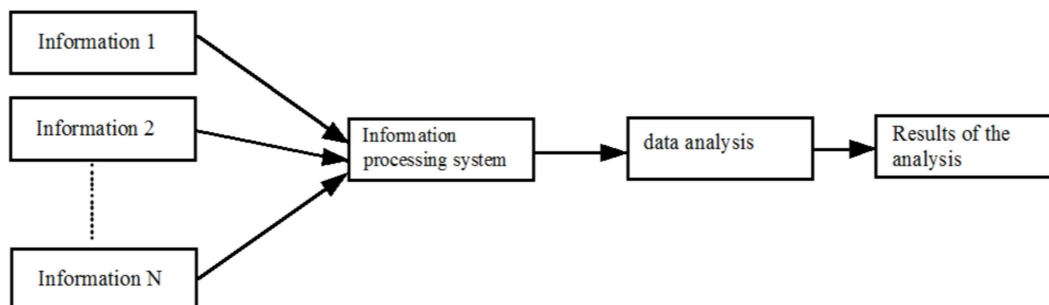 Information 1
Information 2
Information N
Information
processing system
data analysis
Results of the
analysis